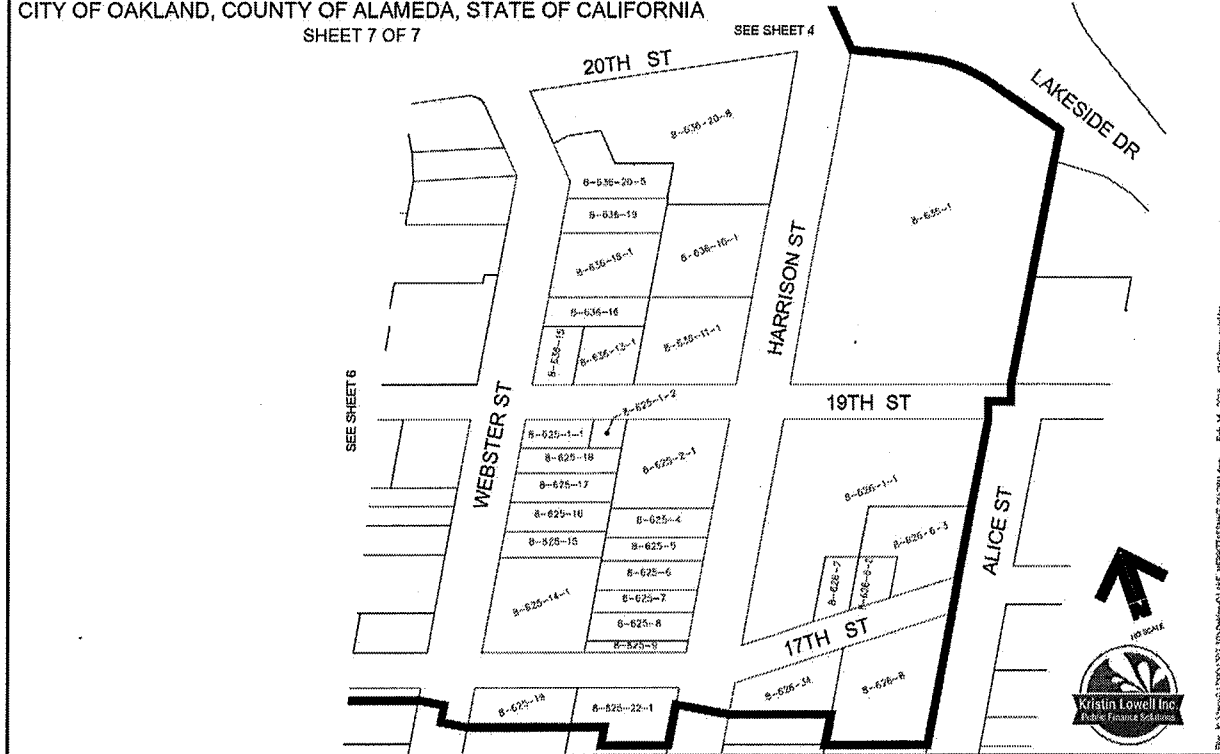 CITY OF OAKLAND, COUNTY OF ALAMEDA, STATE OF CALIFORNIA
SHEET 7 OF 7
SEE SHEET 4
20TH ST
LAKESIDE DR
8-636-20-8
8-636-20-5
8-636-19
8-635-1
8-636-18-1
8-636-10-1
HARRISON ST
8-636-16
8-636-15
8-636-13-1
8-636-11-1
SEE SHEET 6
WEBSTER ST
19TH ST
8-625-1-2
8-625-1-1
8-625-18
8-625-2-1
8-625-17
8-626-1-1
8-625-16
8-625-4
8-625-15
8-625-5
8-626-6-3
ALICE ST
8-625-6
8-626-7
8-626-6-2
8-625-14-1
8-625-7
8-625-8
8-625-9
17TH ST
N
NO SCALE
8-625-19
8-625-22-1
8-626-8
Kristin Lowell Inc
Public Finance Solutions